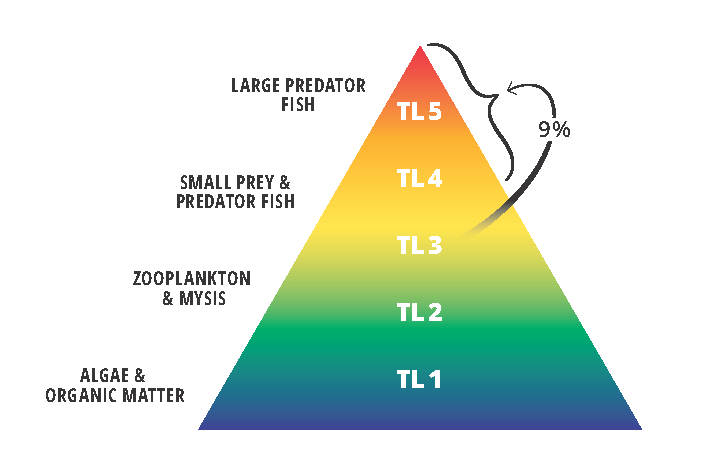 LARGE PREDATOR
FISH
TL 5
9%
SMALL PREY &
PREDATOR FISH
TL 4
TL 3
ZOOPLANKTON
& MYSIS
TL 2
ALGAE &
ORGANIC MATTER
TL 1